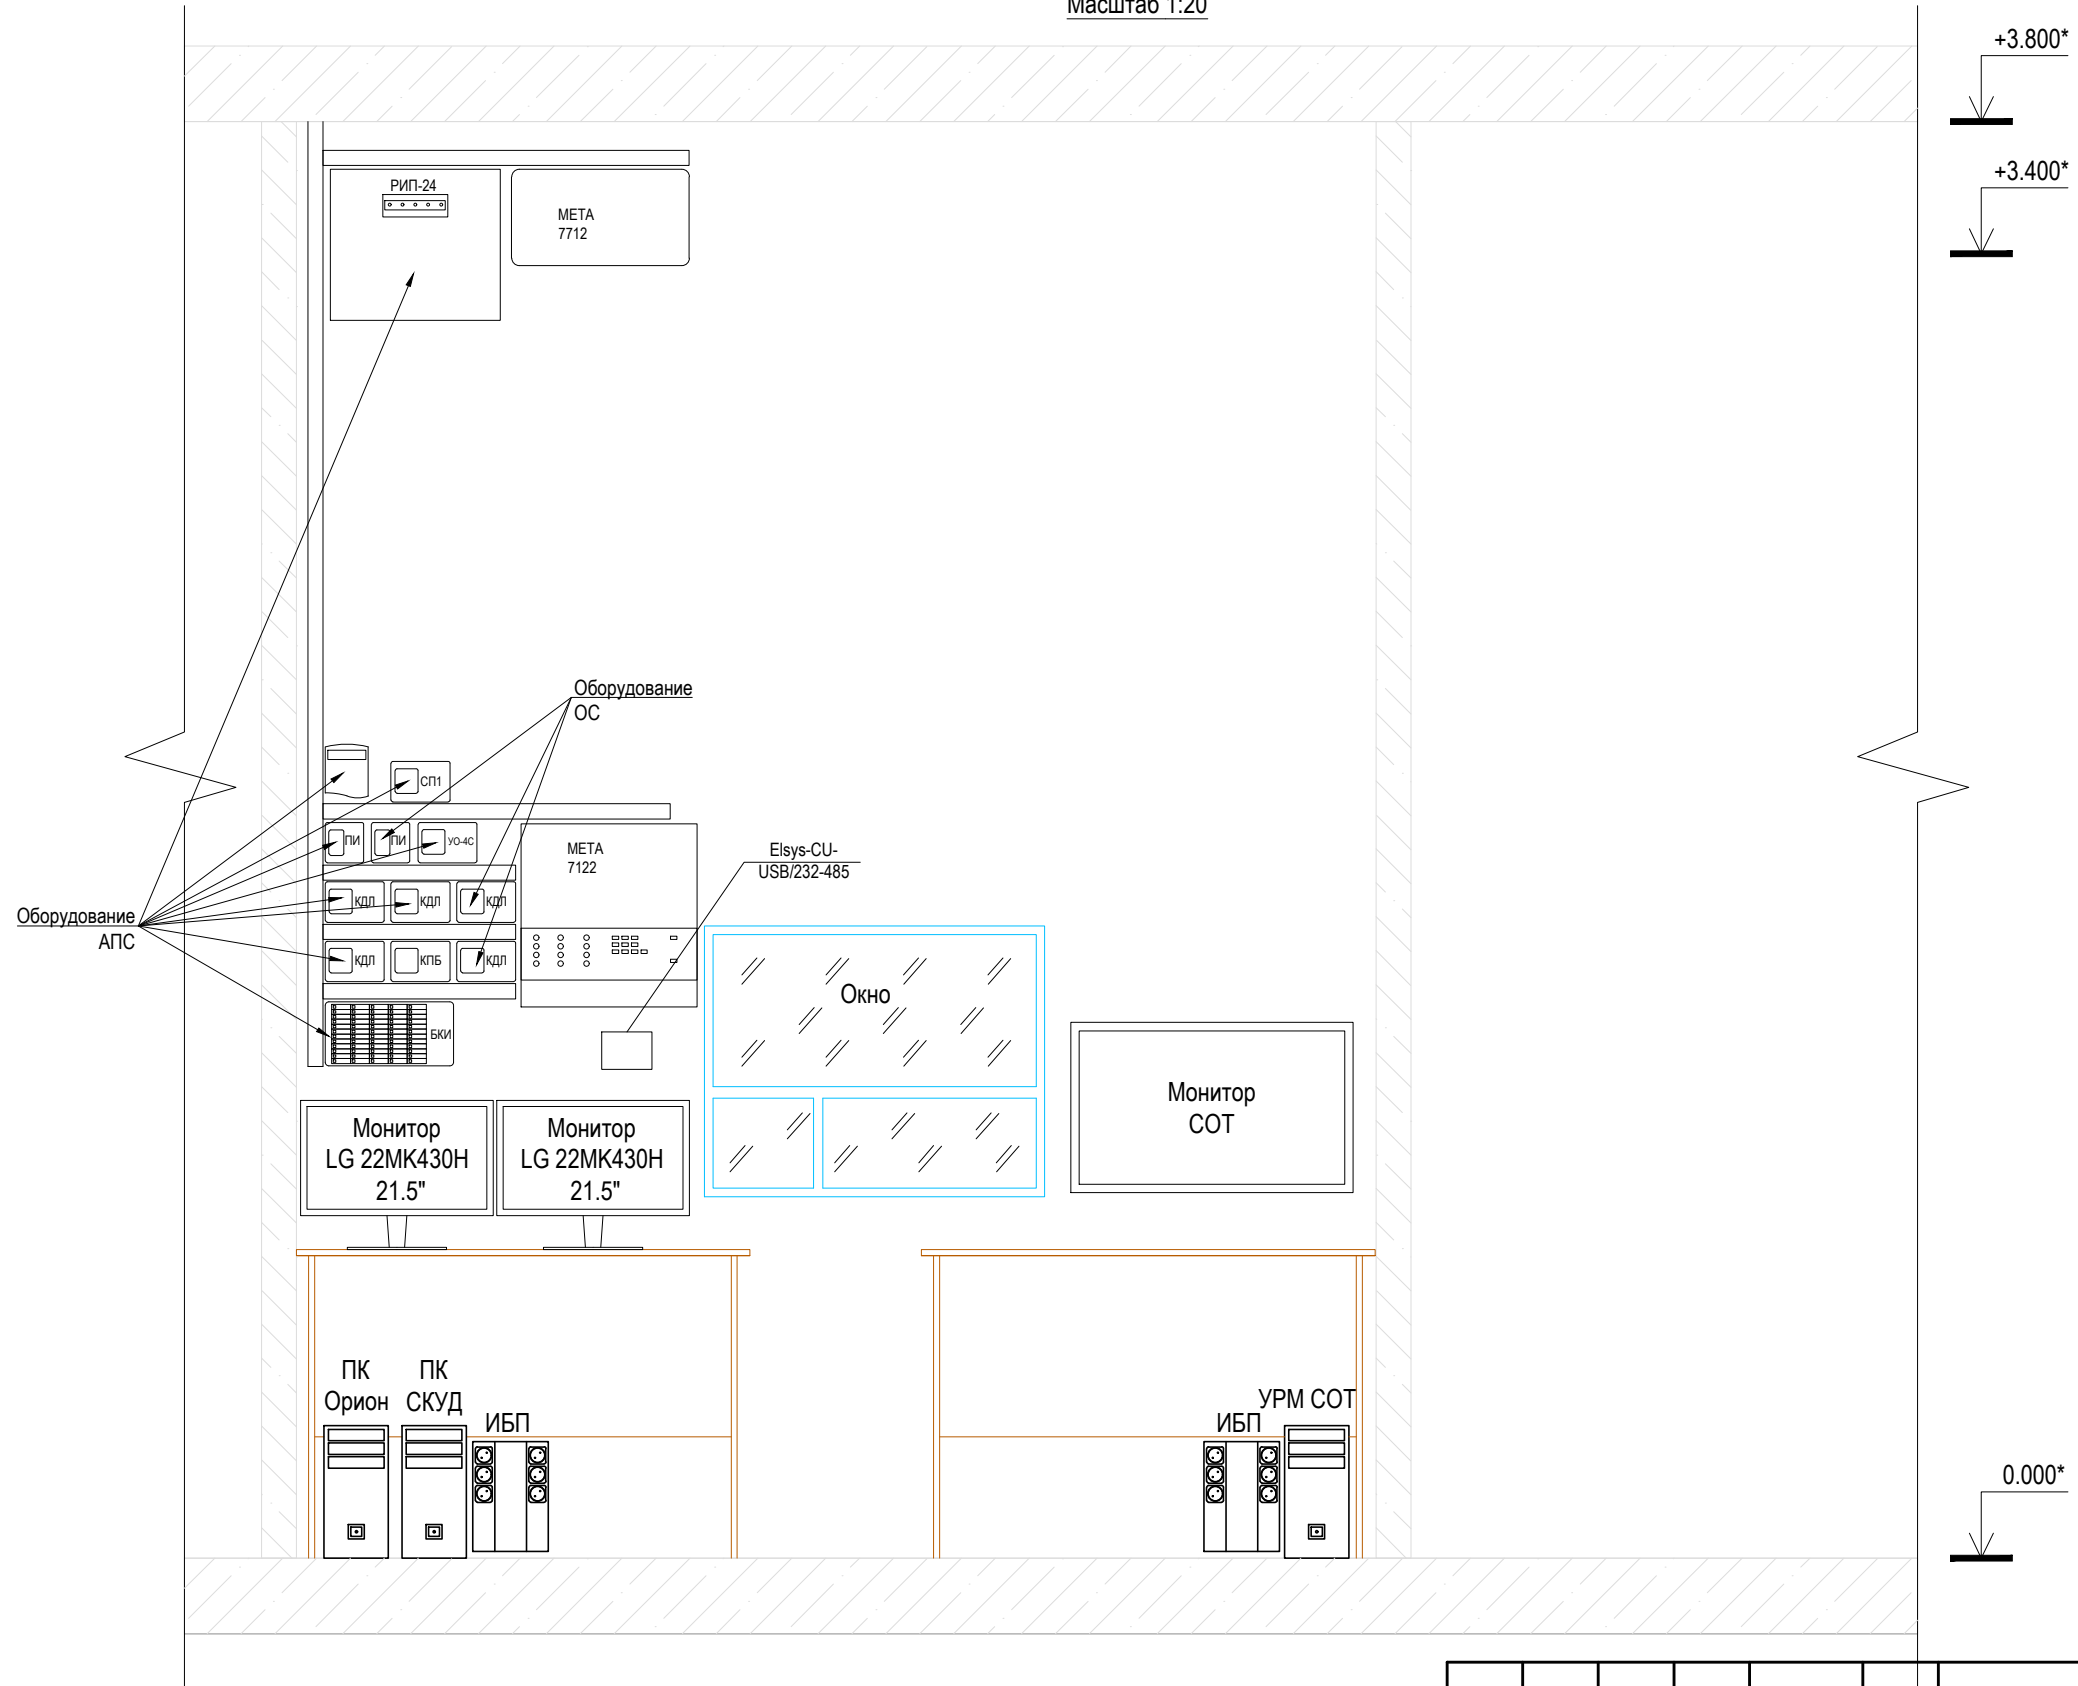 Масштаб 1:20
+3.800*
+3.400*
РИП-24
МЕТА
7712
Оборудование
ОС
СП1
ПИ
ПИ
УО-4С
МЕТА
7122
Elsys-CU-
USB/232-485
КДЛ
КДЛ
КДЛ
Оборудование
АПС
КДЛ
КПБ
КДЛ
Окно
БКИ
Монитор
СОТ
Монитор
LG 22MK430H
21.5"
Монитор
LG 22MK430H
21.5"
ПК
Орион
ПК
СКУД
ИБП
ИБП
УРМ СОТ
0.000*